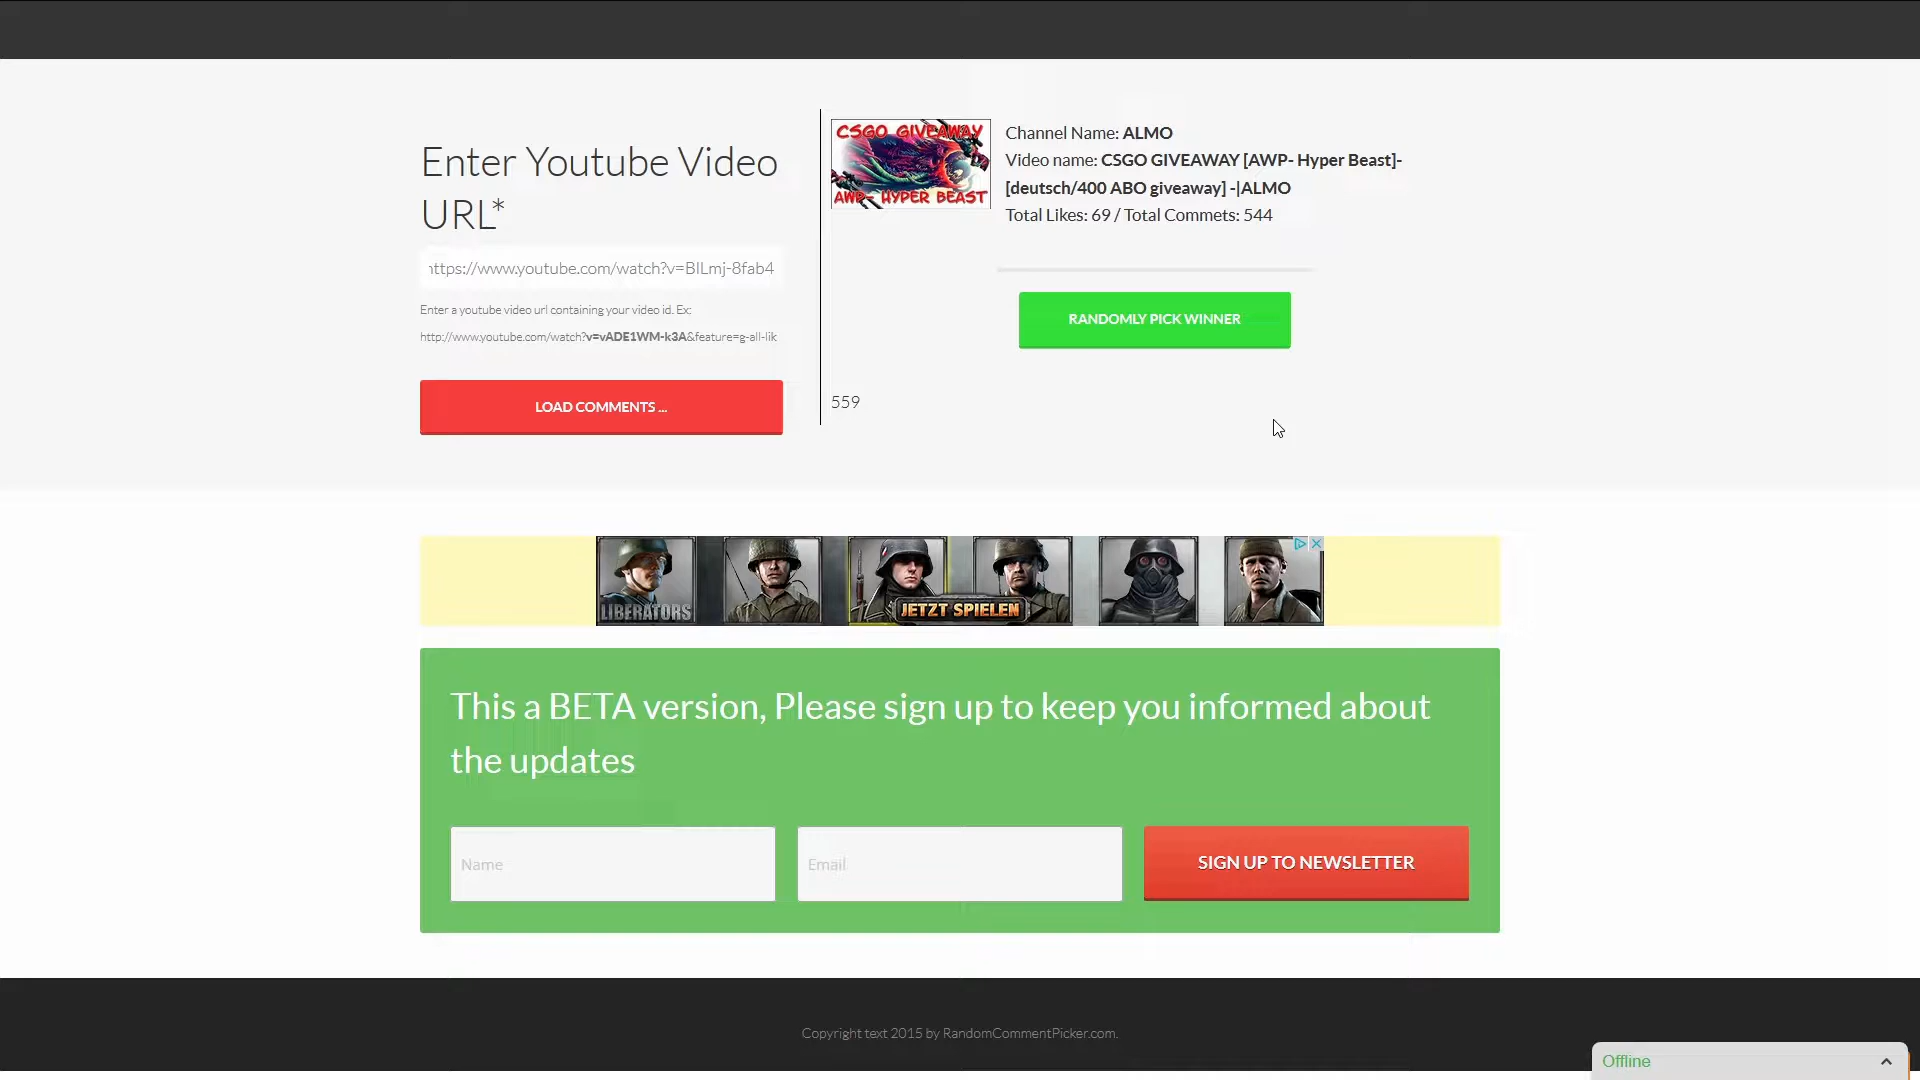 Enter Youtube Video
URL*
https://www.youtube.com/watch?v=BlLmj-8fab4
Enter a youtube video url containing your video id. Ex:
http://www.youtube.com/watch?v=vADE1WM-k3A&feature=g-all-lik
LOAD COMMENTS ...
CSGO GIVEAWAY
AWP- HYPER BEAST
Channel Name: ALMO
Video name: CSGO GIVEAWAY [AWP- Hyper Beast]-
[deutsch/400 ABO giveaway] -|ALMO
Total Likes: 69 / Total Commets: 544
RANDOMLY PICK WINNER
559
LIBERATORS
JETZT SPIELEN
This a BETA version, Please sign up to keep you informed about
the updates
Name
Email
SIGN UP TO NEWSLETTER
Copyright text 2015 by RandomCommentPicker.com.
Offline